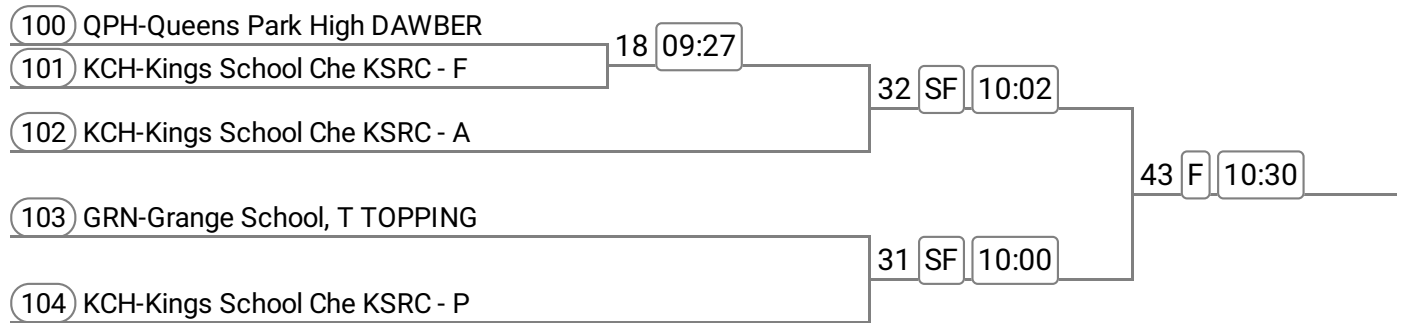 100 QPH-Queens Park High DAWBER
18 09:27
101 KCH-Kings School Che KSRC - F
32 SF 10:02
102 KCH-Kings School Che KSRC - A
43 F 10:30
103 GRN-Grange School, T TOPPING
31 SF 10:00
104 KCH-Kings School Che KSRC - P